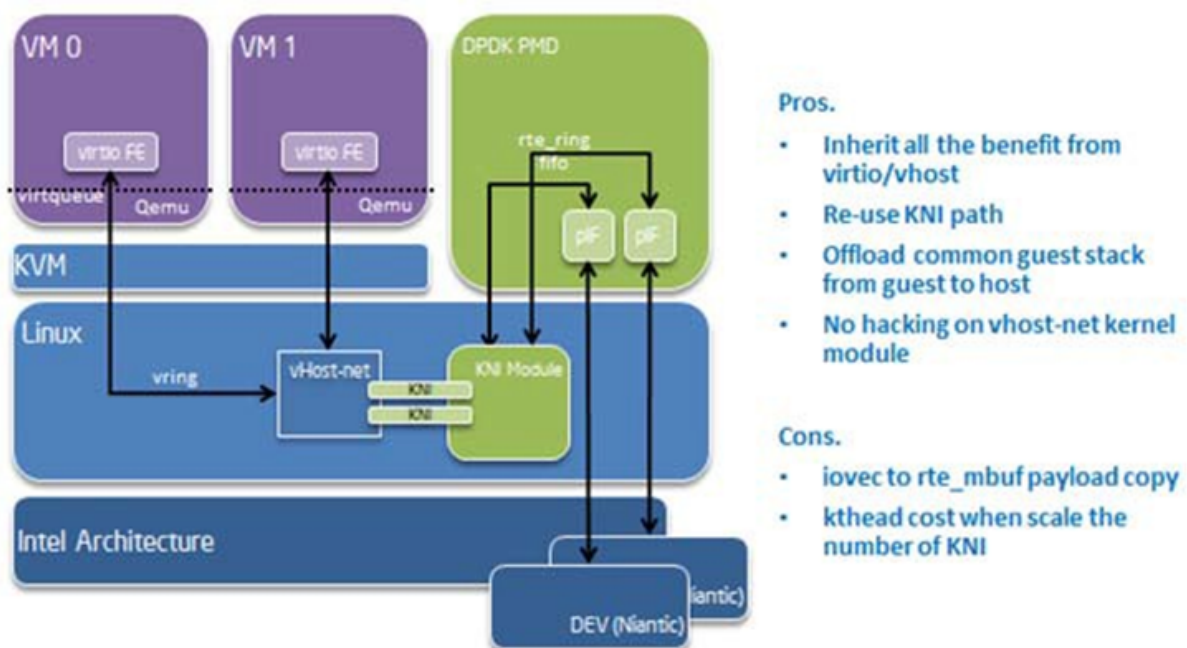 VM 0
VM 1
DPDK PMD
virtio FE
virtio FE
rte_ring
fifo
virtqueue
Qemu
Qemu
pIF
pIF
KVM
Linux
vHost-net
KNI Module
vring
KNI
KNI
Intel Architecture
iantic)
DEV (Niantic)
Pros.
• Inherit all the benefit from
virtio/vhost
• Re-use KNI path
• Offload common guest stack
from guest to host
• No hacking on vhost-net kernel
module
Cons.
• iovec to rte_mbuf payload copy
• kthead cost when scale the
number of KNI